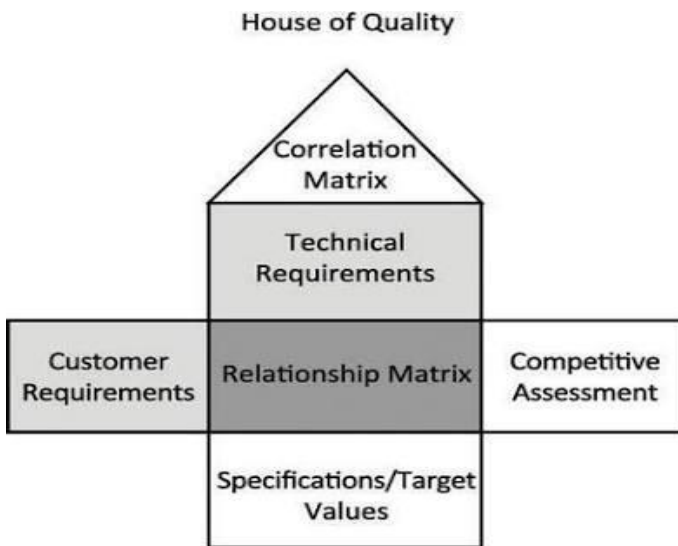 House of Quality
Correlation
Matrix
Technical
Requirements
Customer
Requirements
Relationship Matrix
Competitive
Assessment
Specifications/Target
Values